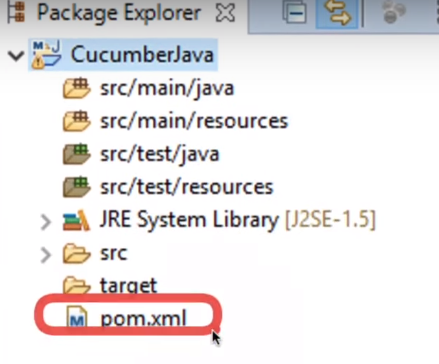 Package Explorer
CucumberJava
src/main/java
src/main/resources
src/test/java
src/test/resources
JRE System Library [J2SE-1.5]
src
target
pom.xml